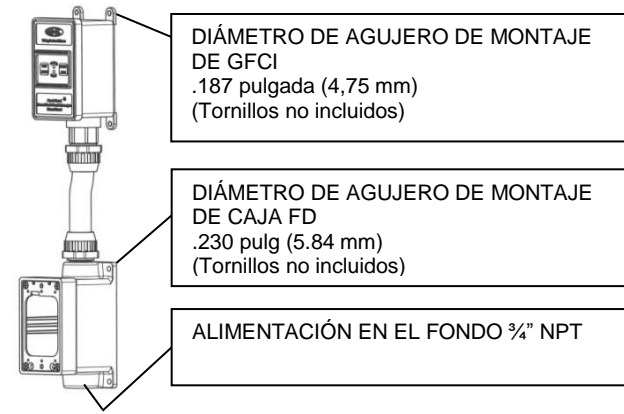 DIÁMETRO DE AGUJERO DE MONTAJE
DE GFCI
.187 pulgada (4,75 mm)
(Tornillos no incluidos)
DIÁMETRO DE AGUJERO DE MONTAJE
DE CAJA FD
.230 pulg (5.84 mm)
(Tornillos no incluidos)
ALIMENTACIÓN EN EL FONDO ¾” NPT